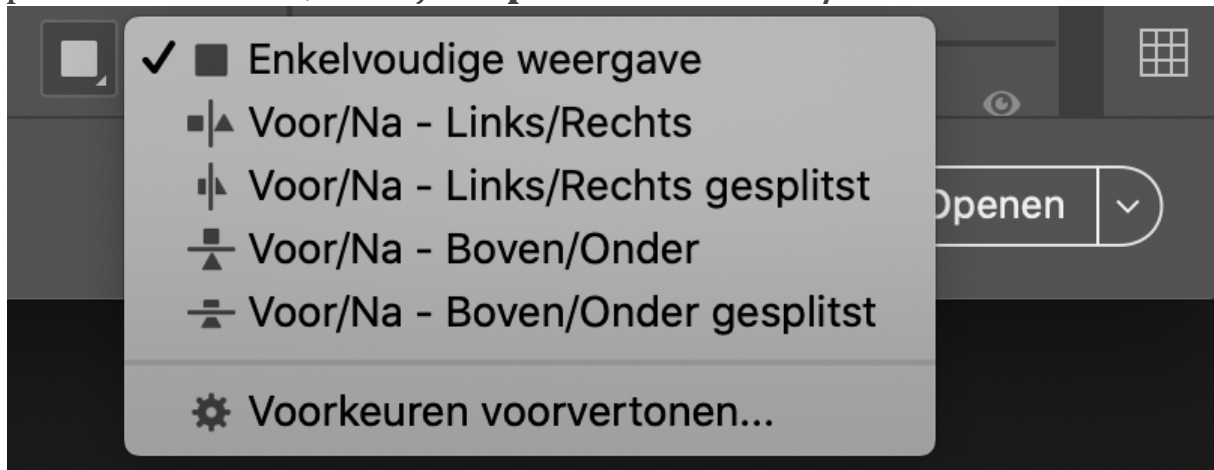 Enkelvoudige weergave
Voor/Na - Links/Rechts
Voor/Na - Links/Rechts gesplitst
Openen
Voor/Na - Boven/Onder
Voor/Na - Boven/Onder gesplitst
Voorkeuren voorvertonen...